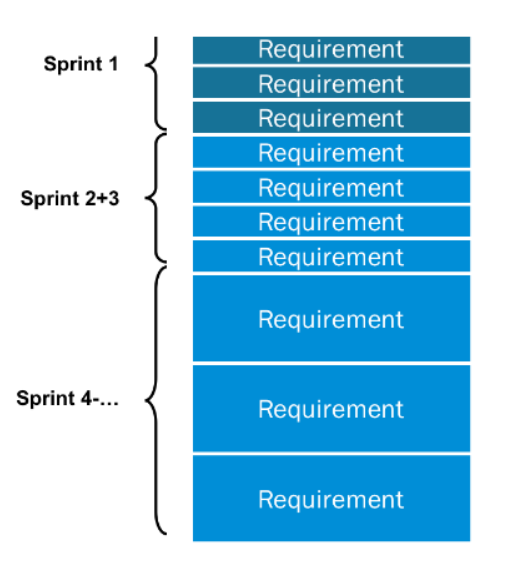 Sprint 1
Requirement
Requirement
Requirement
Sprint 2+3
Requirement
Requirement
Requirement
Requirement
Sprint 4-...
Requirement
Requirement
Requirement